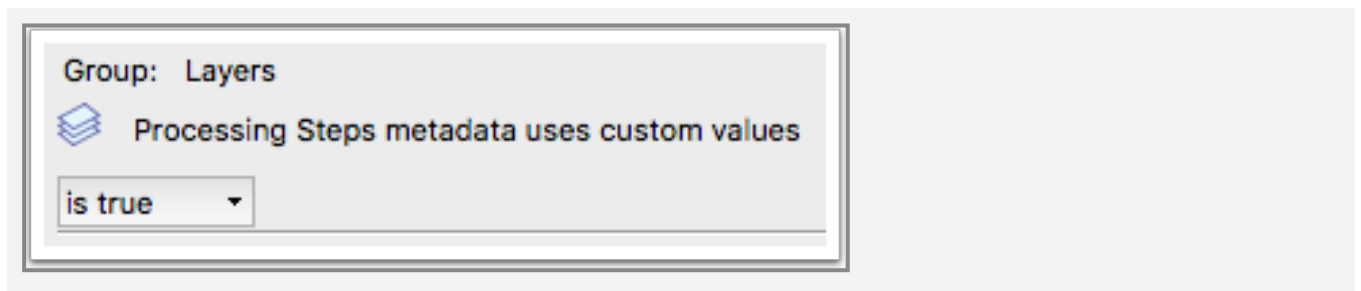 Group: Layers
Processing Steps metadata uses custom values
is true